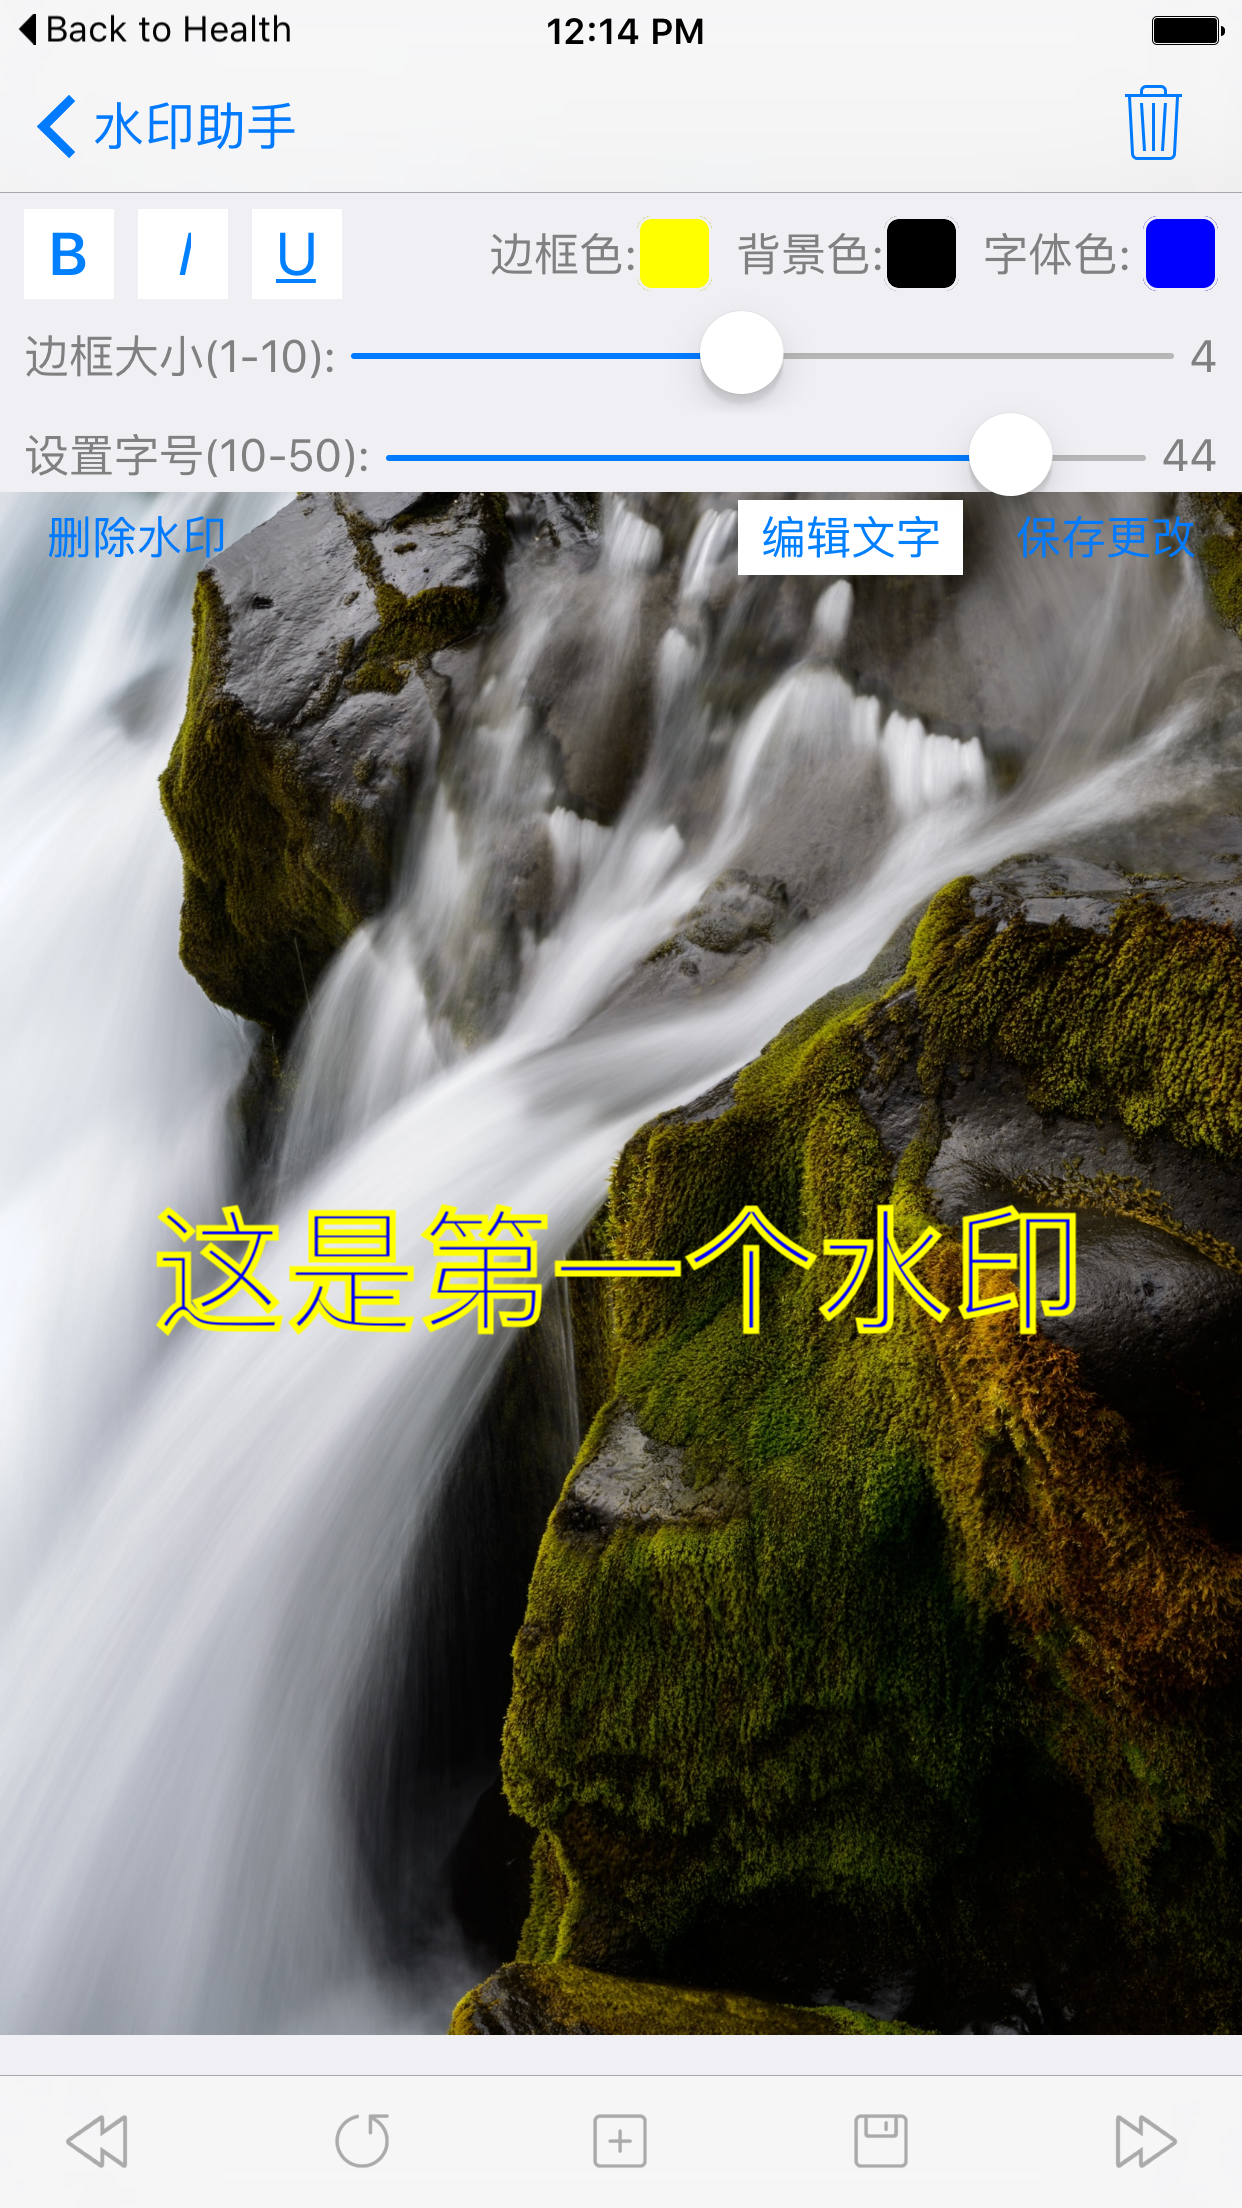 Back to Health 12:14 PM
水印助手
B I U 边框色: 背景色: 字体色:
边框大小(1-10): 4
设置字号(10-50): 44
删除水印 编辑文字 保存更改
这是第一个水印